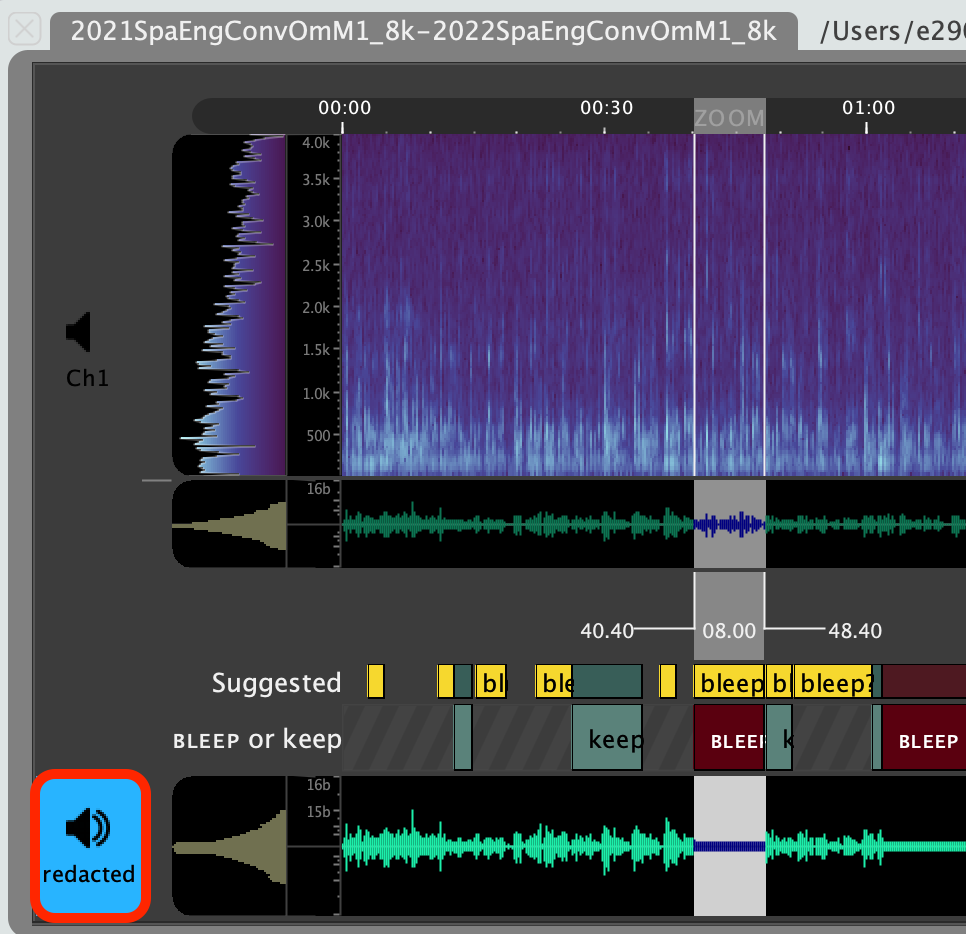 2021SpaEngConvOmM1_8k-2022SpaEngConvOmM1_8k
/Users/e290
00:00 00:30 ZOOM 01:00
4.0k
3.5k
3.0k
2.5k
2.0k
1.5k
1.0k
500
Ch1
16b
40.40 08.00 48.40
Suggested bl ble bleep b bleep?
BLEEP or keep keep BLEEP k BLEEP
16b
15b
redacted